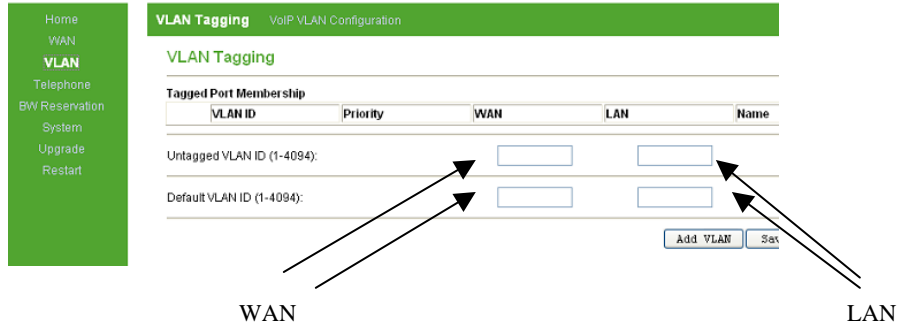 Home
WAN
VLAN
Telephone
BW Reservation
System
Upgrade
Restart
VLAN Tagging VoIP VLAN Configuration
VLAN Tagging
Tagged Port Membership
VLAN ID Priority WAN LAN Name
Untagged VLAN ID (1-4094):
Default VLAN ID (1-4094):
Add VLAN
WAN LAN